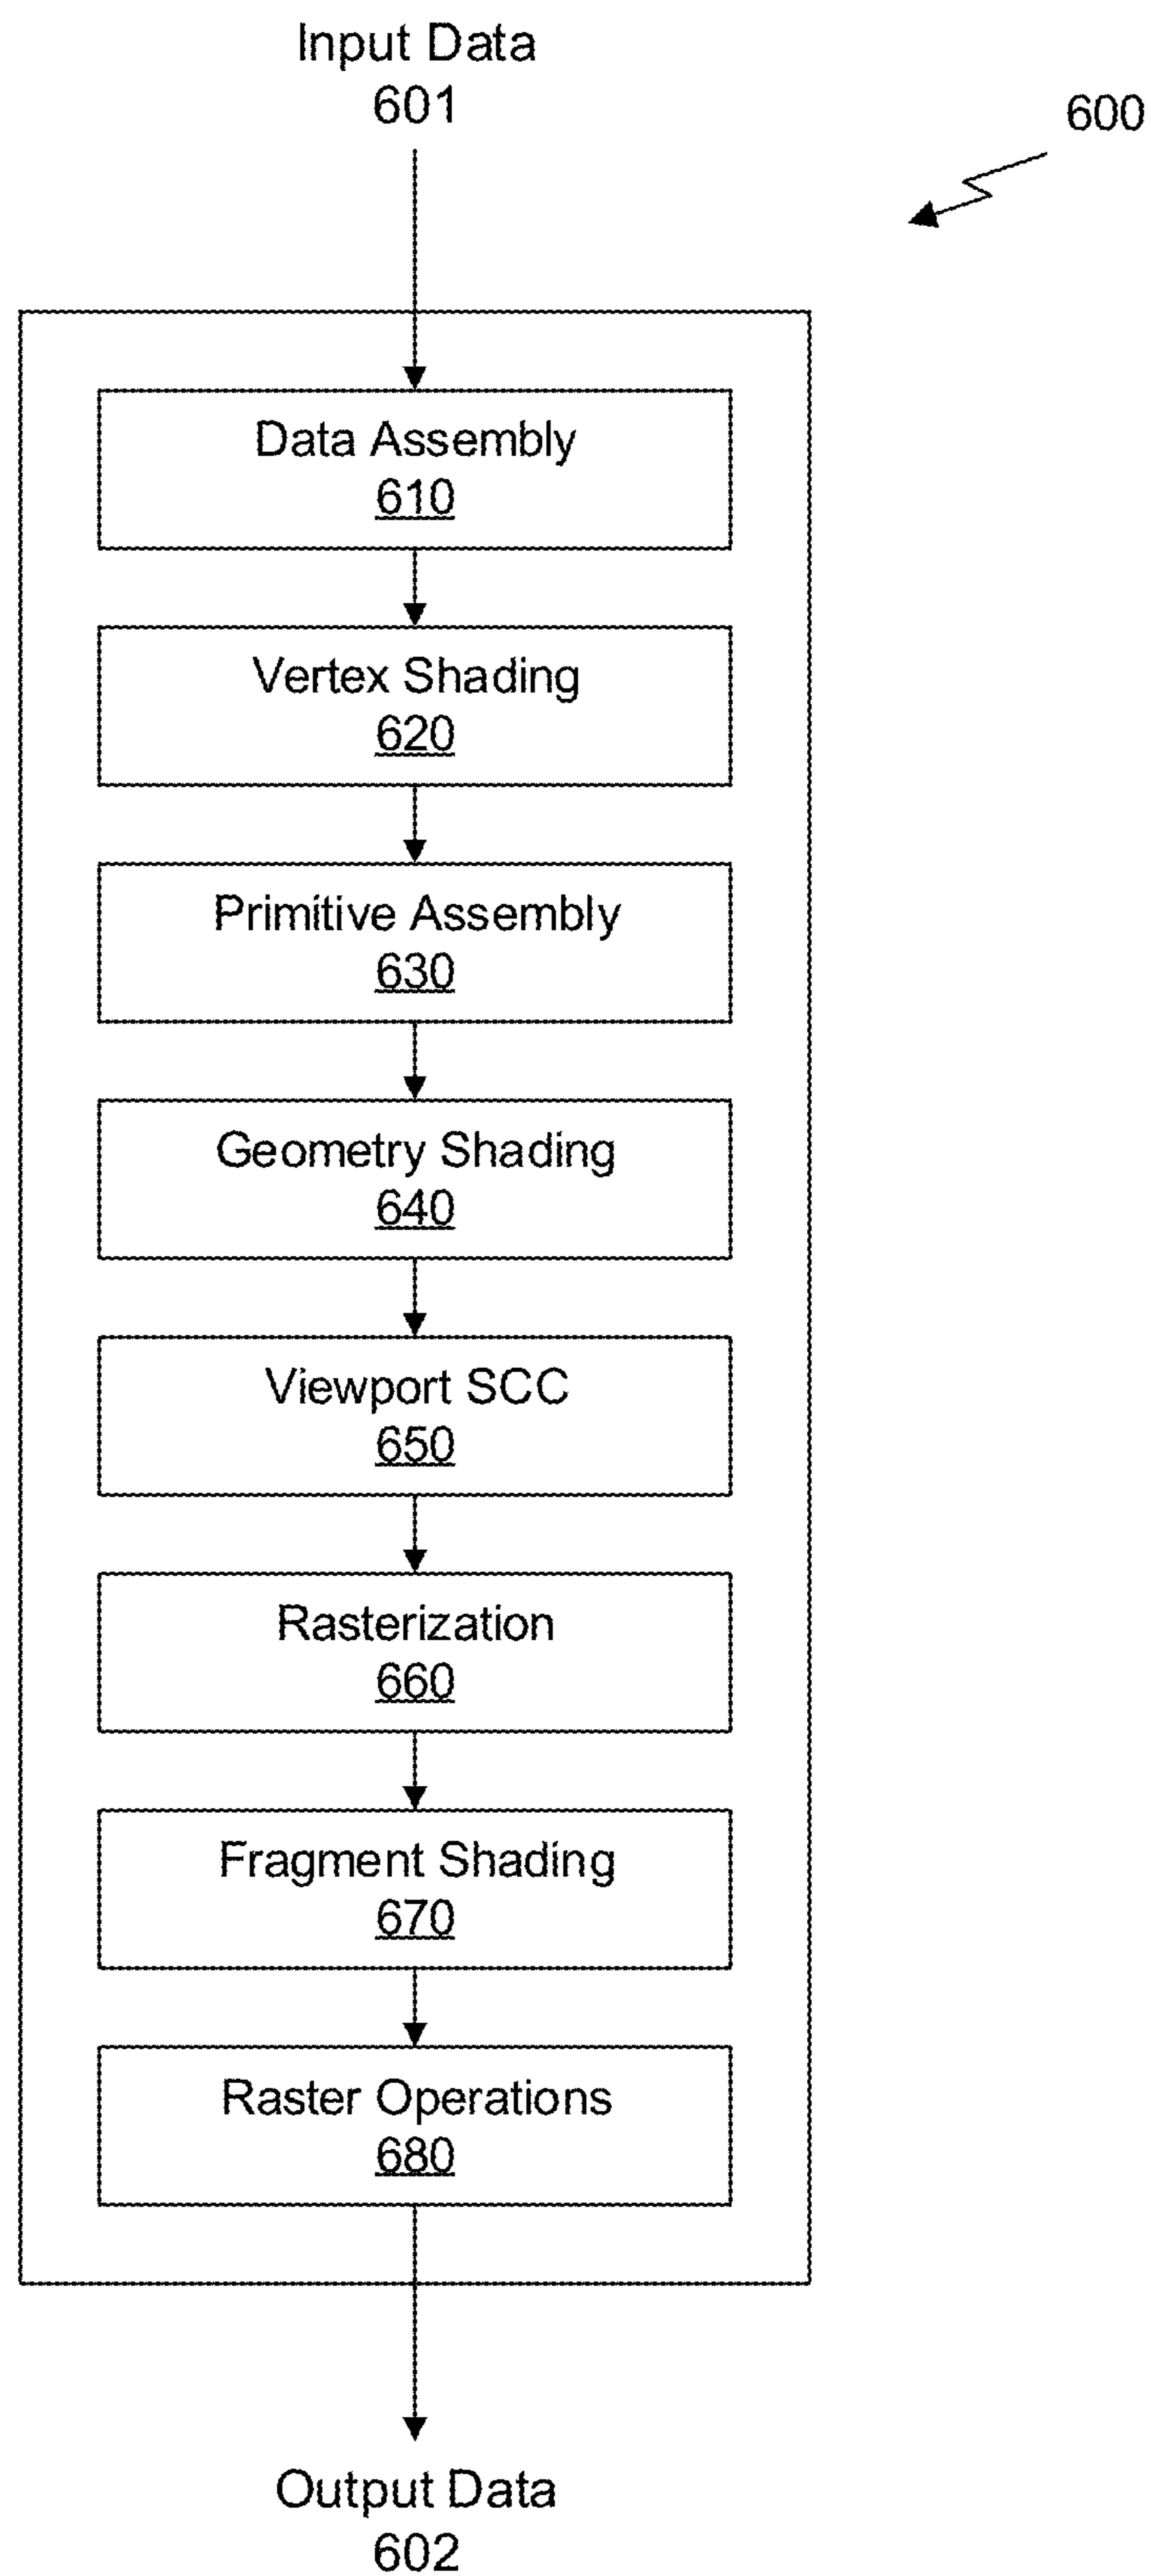 Input Data
601
600
Data Assembly
610
Vertex Shading
620
Primitive Assembly
630
Geometry Shading
640
Viewport SCC
650
Rasterization
660
Fragment Shading
670
Raster Operations
680
Output Data
602